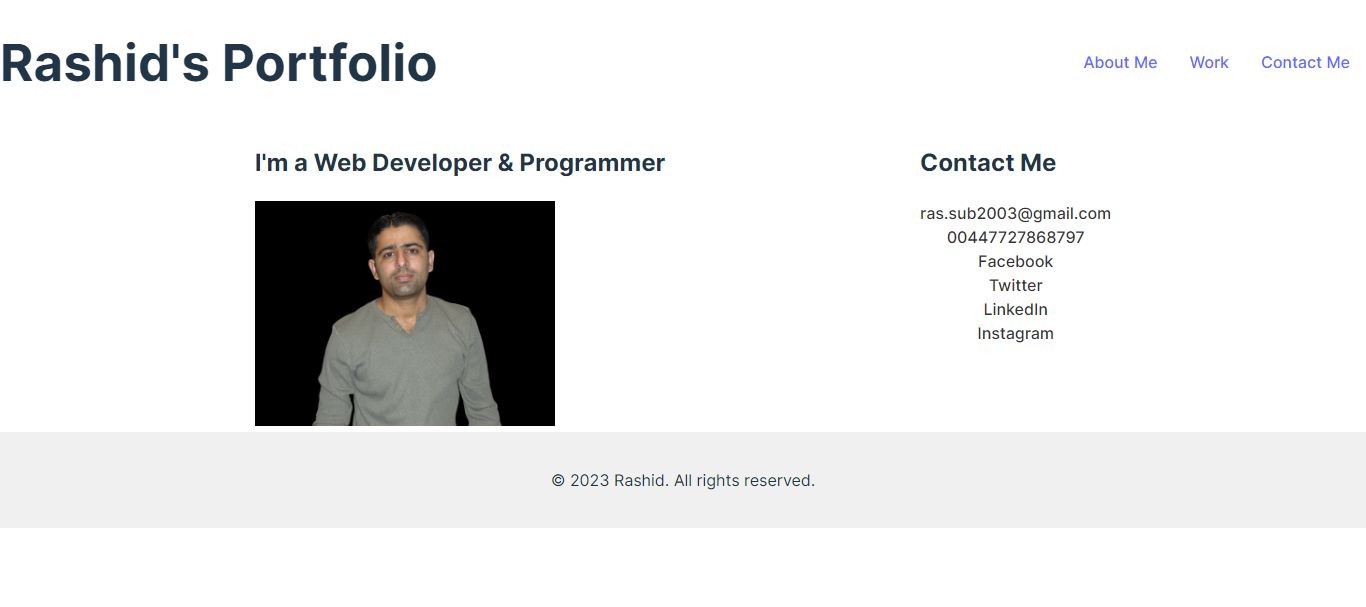 Rashid's Portfolio
About Me
Work
Contact Me
I'm a Web Developer & Programmer
Contact Me
ras.sub2003@gmail.com
00447727868797
Facebook
Twitter
LinkedIn
Instagram
© 2023 Rashid. All rights reserved.